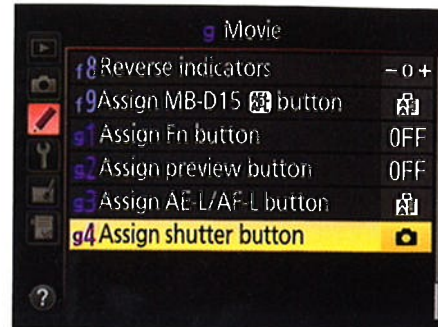 g Movie
f8 Reverse indicators - 0 +
f9 Assign MB-D15 button
g1 Assign Fn button OFF
g2 Assign preview button OFF
g3 Assign AE-L/AF-L button
g4 Assign shutter button
?